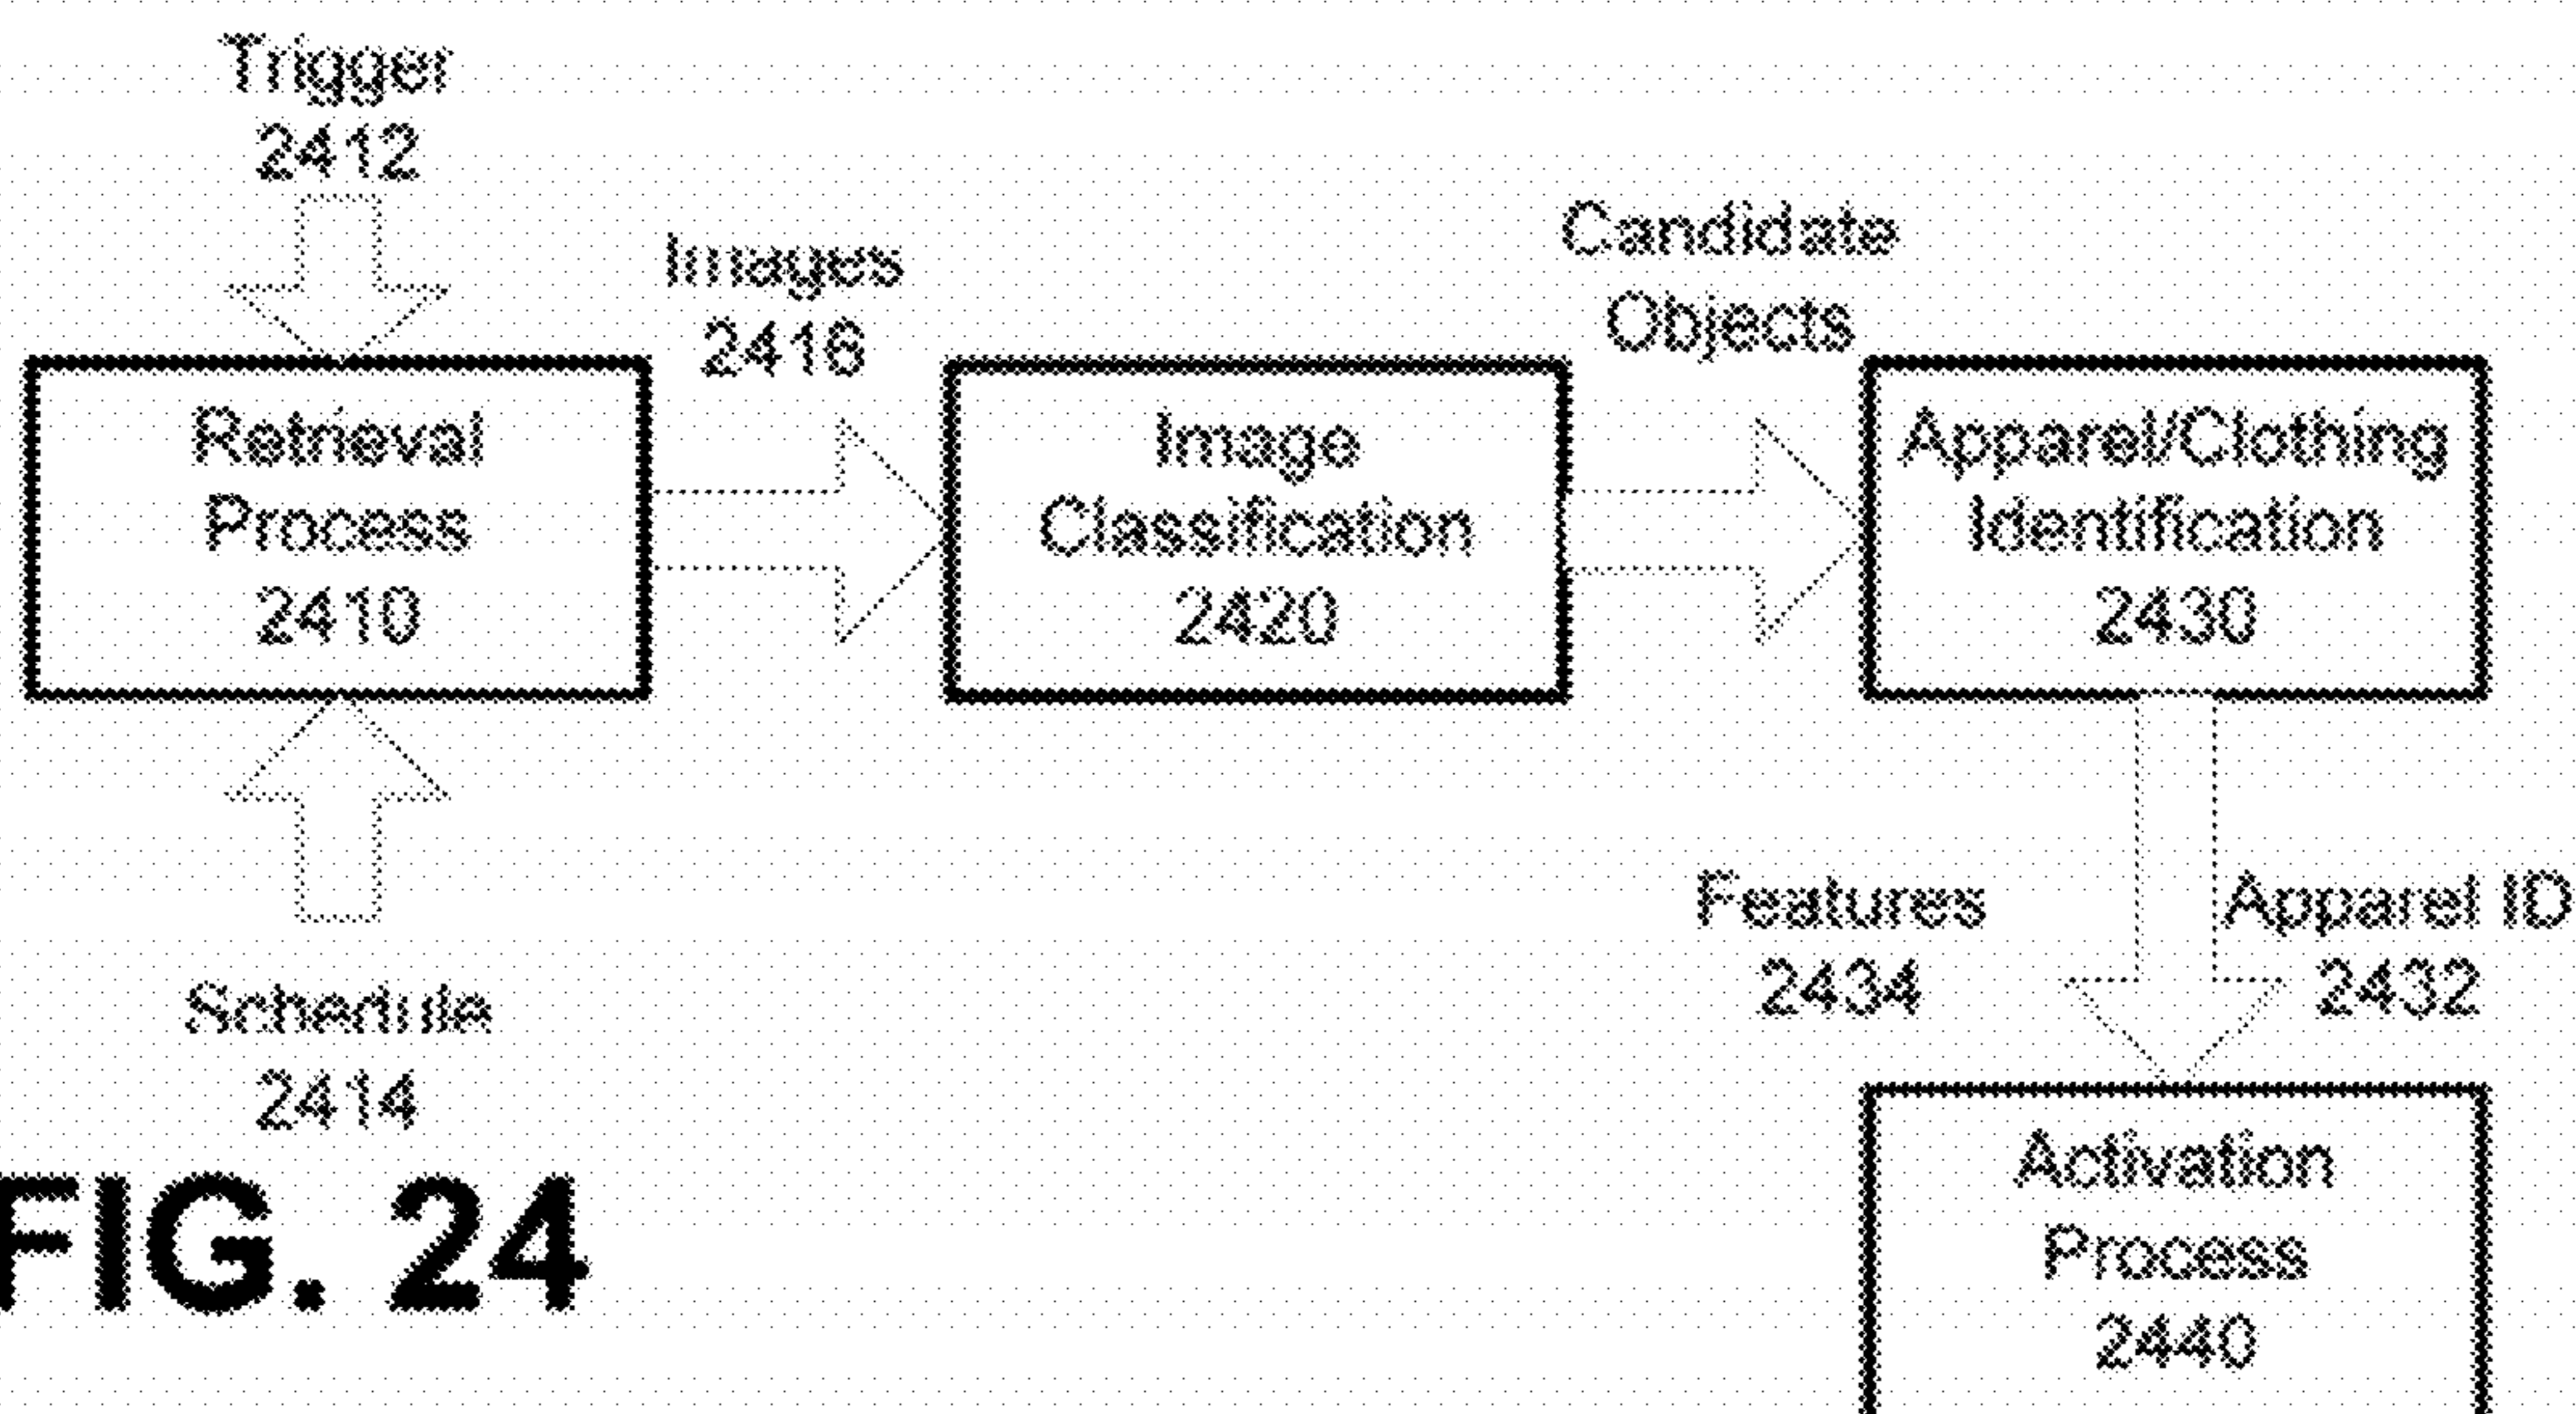 Trigger
2412
Images
2416
Candidate
Objects
Retrieval
Process
2410
Image
Classification
2420
Apparel/Clothing
Identification
2430
Features
2434
Apparel ID
2432
Schedule
2414
Activation
Process
2440
FIG. 24